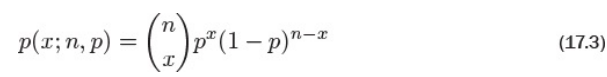 p(x; n, p) = \binom{n}{x} p^x (1 − p)^{n−x} (17.3)